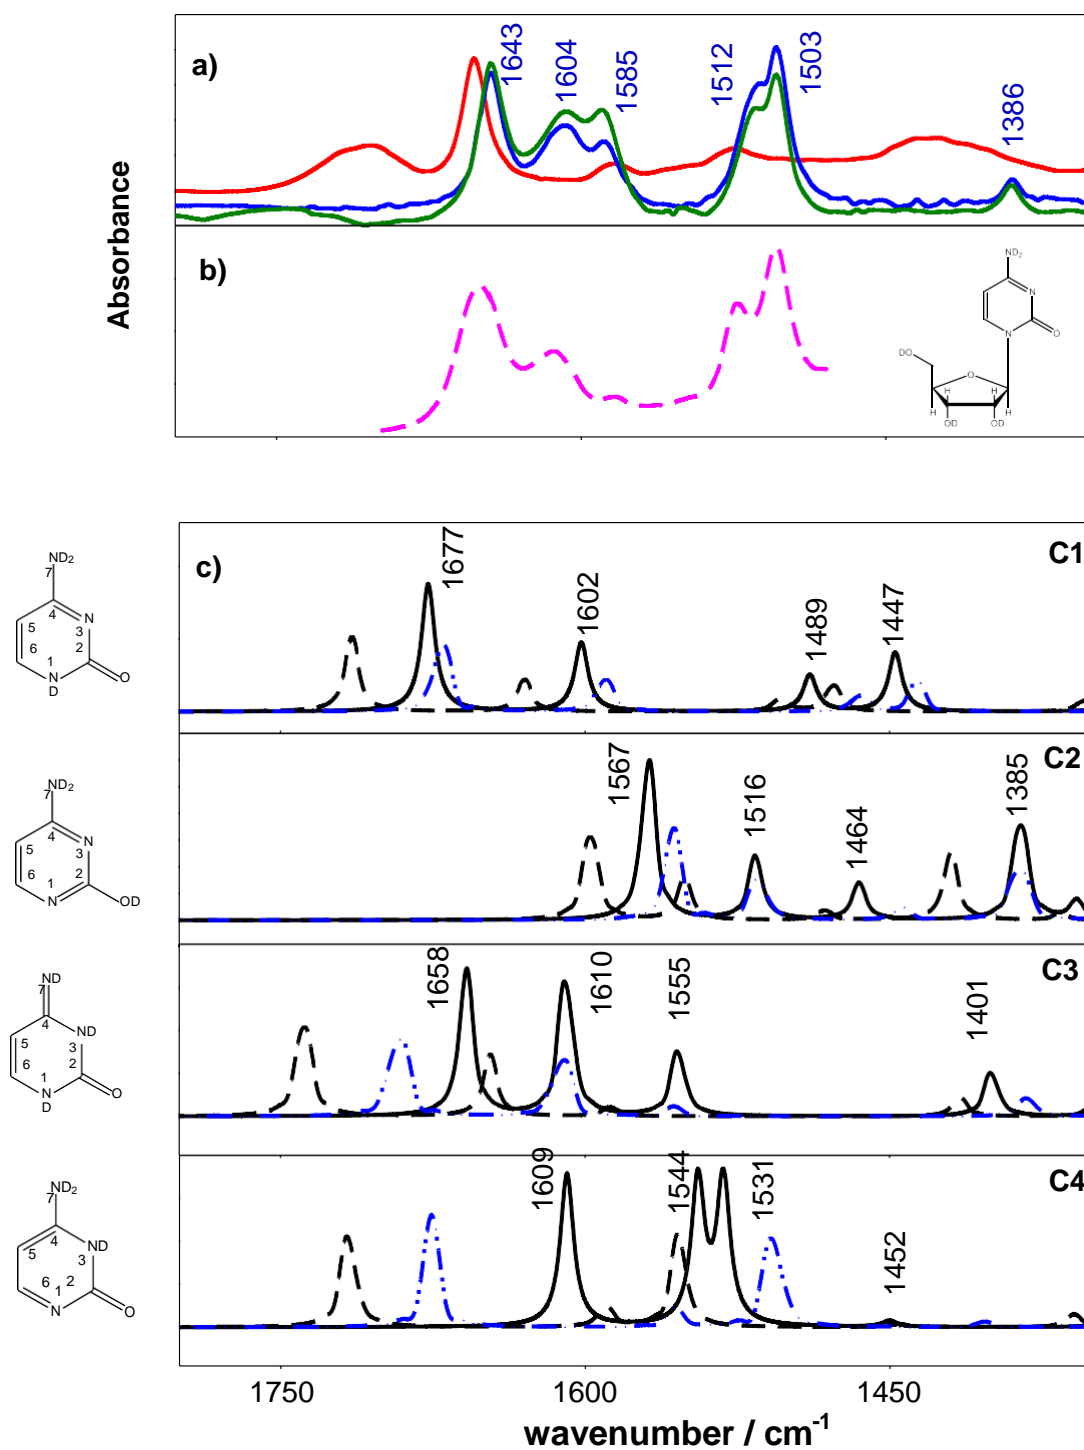 a)
1643
1604
1585
1512
1503
1386
Absorbance
b)
ND2
N
N
O
DO
O
H
H
H
H
OD
OD
c)
C1
1677
1602
1489
1447
ND2
7
4
5
N
3
6
2
1
N
D
O
C2
1567
1516
1464
1385
ND2
7
4
5
N
3
6
2
1
N
OD
C3
1658
1610
1555
1401
ND
7
4
5
ND
3
6
2
1
N
D
O
C4
1609
1544
1531
1452
ND2
7
4
5
ND
3
6
2
1
N
O
1750
1600
1450
wavenumber / cm-1